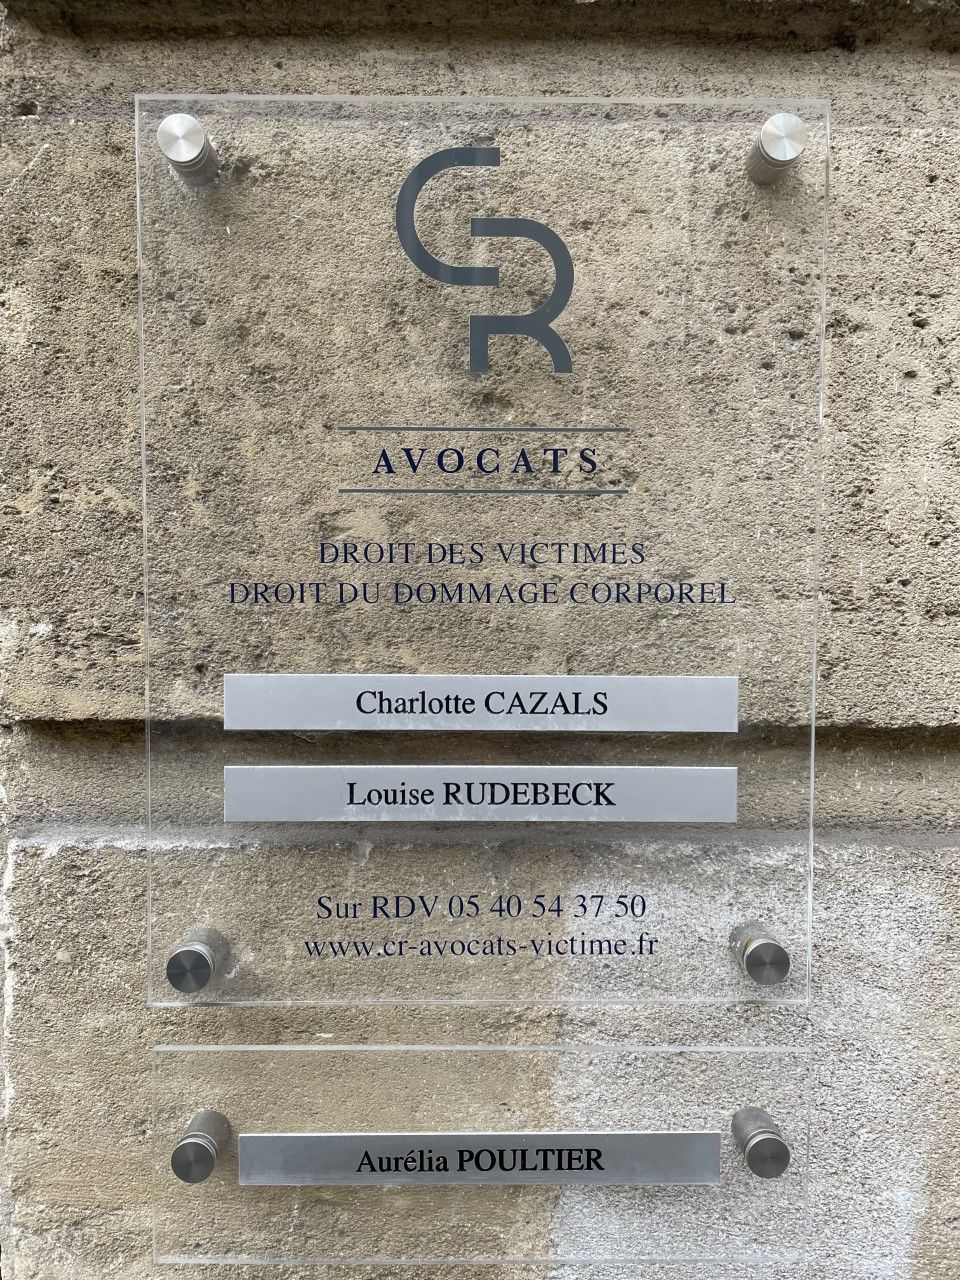 CR
AVOCATS
DROIT DES VICTIMES
DROIT DU DOMMAGE CORPOREL
Charlotte CAZALS
Louise RUDEBECK
Sur RDV 05 40 54 37 50
www.cr-avocats-victime.fr
Aurélia POULTIER